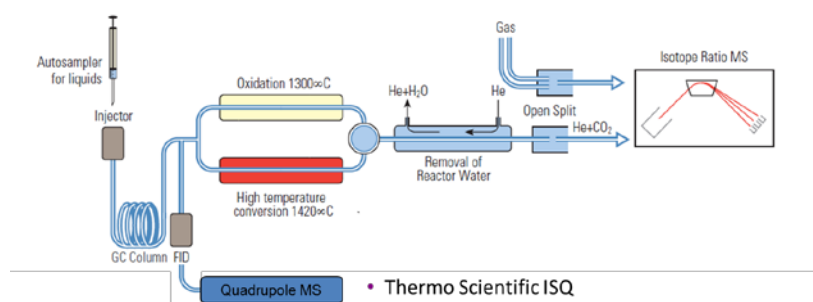 Autosampler
for liquids
Injector
GC Column
FID
Quadrupole MS
Oxidation 1300∞C
High temperature
conversion 1420∞C
He+H₂O
He
Removal of
Reactor Water
Gas
Open Split
He+CO₂
Isotope Ratio MS
• Thermo Scientific ISQ